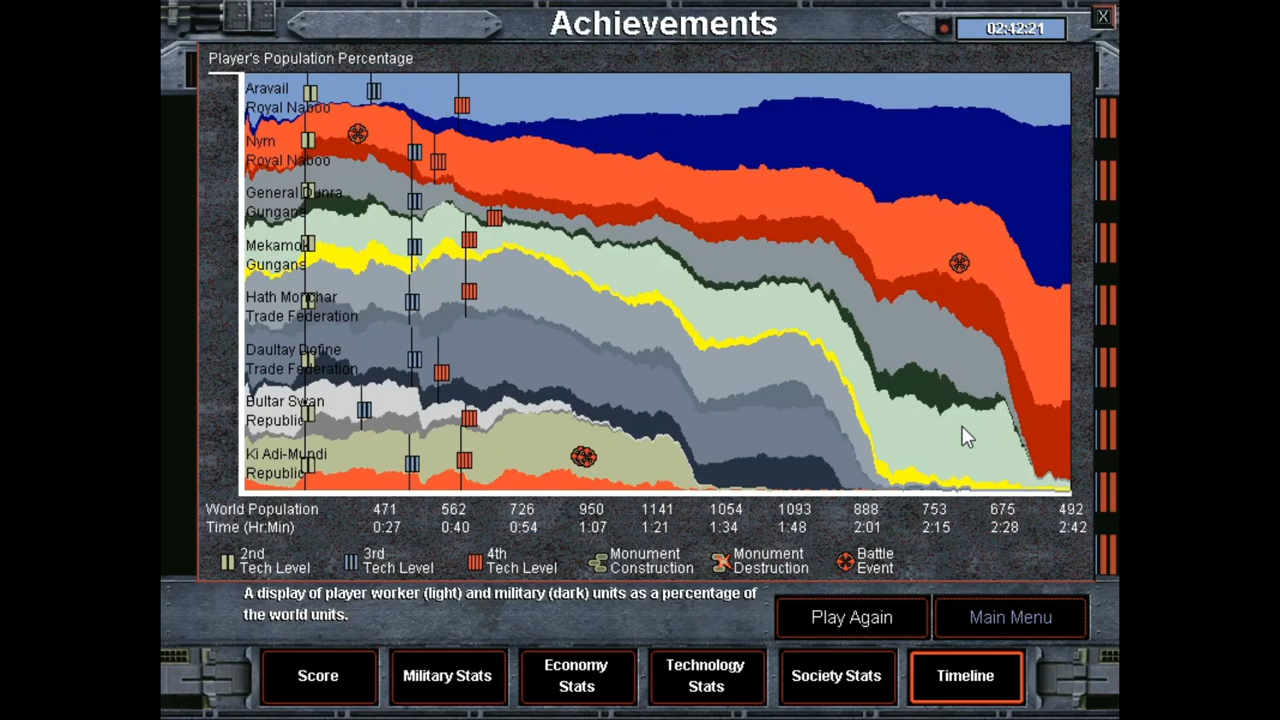 Achievements
02:42:21
X
Player's Population Percentage
Aravail
Royal Naboo
Nym
Royal Naboo
General Dunra
Gungans
Mekamok
Gungans
Hath Monchar
Trade Federation
Daultay Dofine
Trade Federation
Bultar Swan
Republic
Ki Adi-Mundi
Republic
World Population 471 562 726 950 1141 1054 1093 888 753 675 492
Time (Hr:Min) 0:27 0:40 0:54 1:07 1:21 1:34 1:48 2:01 2:15 2:28 2:42
2nd
Tech Level
3rd
Tech Level
4th
Tech Level
Monument
Construction
Monument
Destruction
Battle
Event
A display of player worker (light) and military (dark) units as a percentage of
the world units.
Play Again
Main Menu
Score
Military Stats
Economy
Stats
Technology
Stats
Society Stats
Timeline